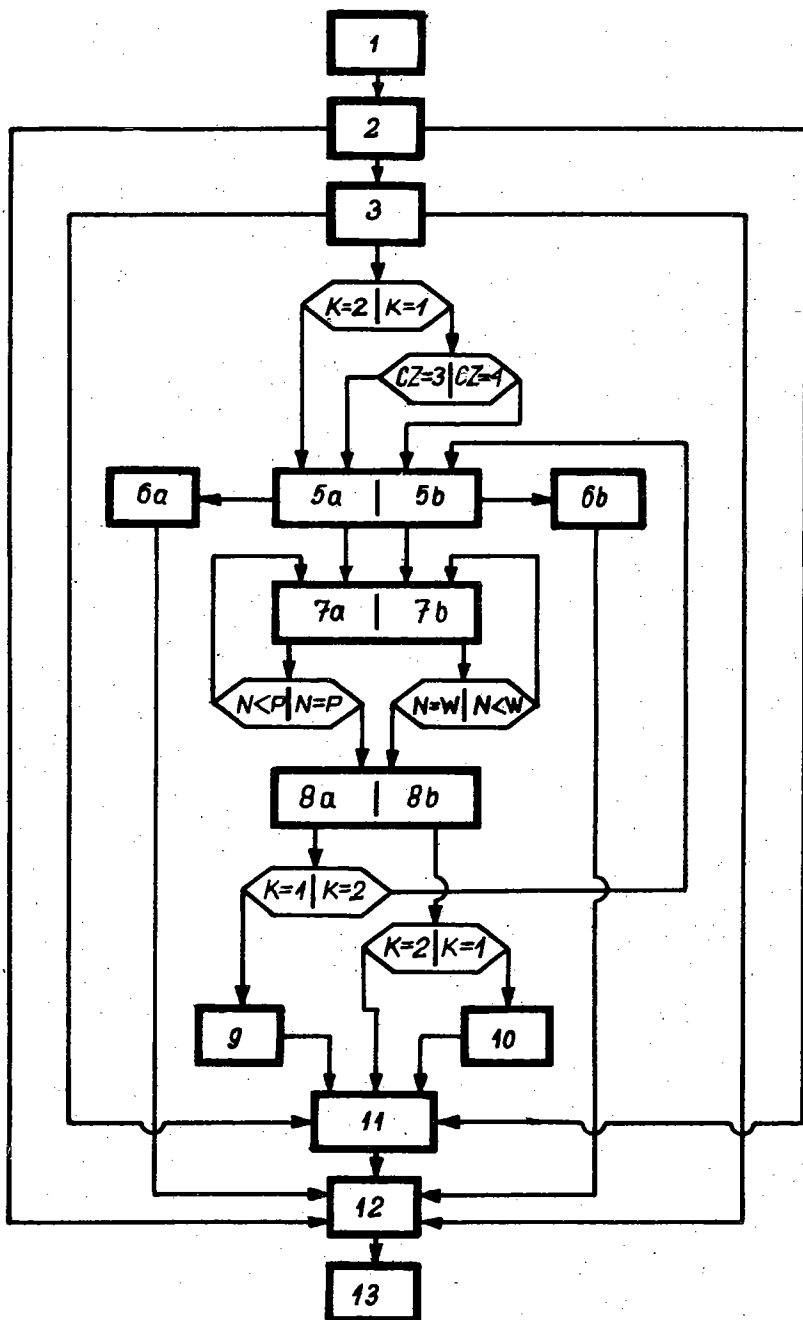 1
2
3
K=2 | K=1
CZ=3 | CZ=4
6a
5a | 5b
6b
7a | 7b
N<P | N=P
N=W | N<W
8a | 8b
K=1 | K=2
K=2 | K=1
9
10
11
12
13